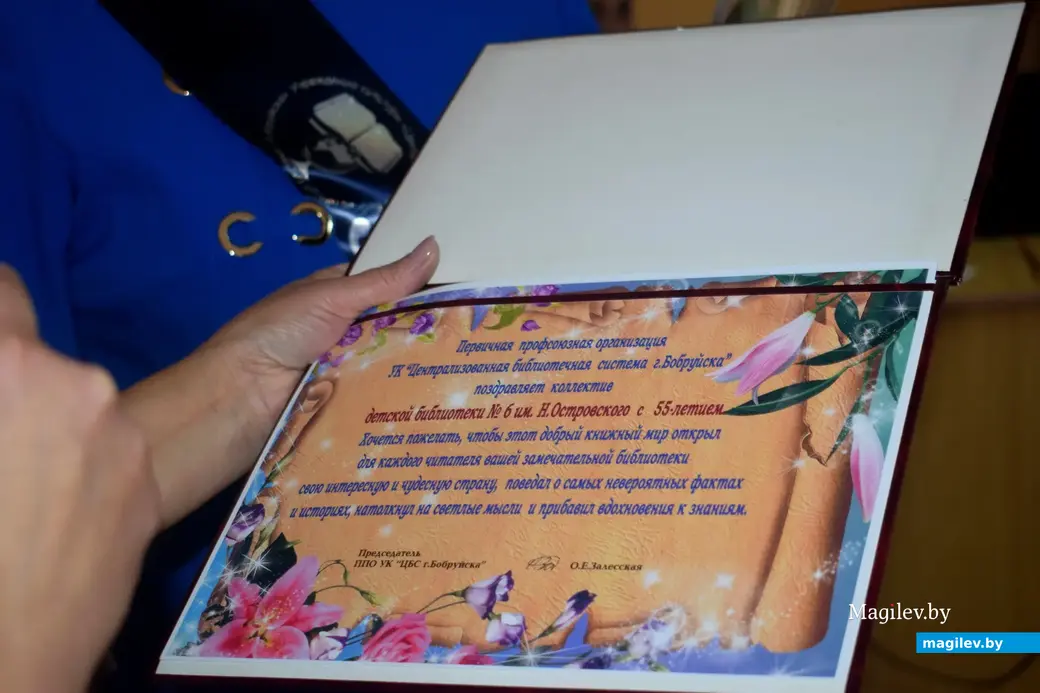 Первичная профсоюзная организация
УК "Централизованная библиотечная система г.Бобруйска"
поздравляет коллектив
детской библиотеки № 6 им. Н.Островского с 55-летием
Хочется пожелать, чтобы этот добрый книжный мир открыл
для каждого читателя вашей замечательной библиотеки
свою интересную и чудесную страну, поведал о самых невероятных фактах
и историях, натолкнул на светлые мысли и прибавил вдохновения к знаниям.
Председатель
ППО УК "ЦБС г.Бобруйска" О.Е.Залесская
Magilev.by
magilev.by